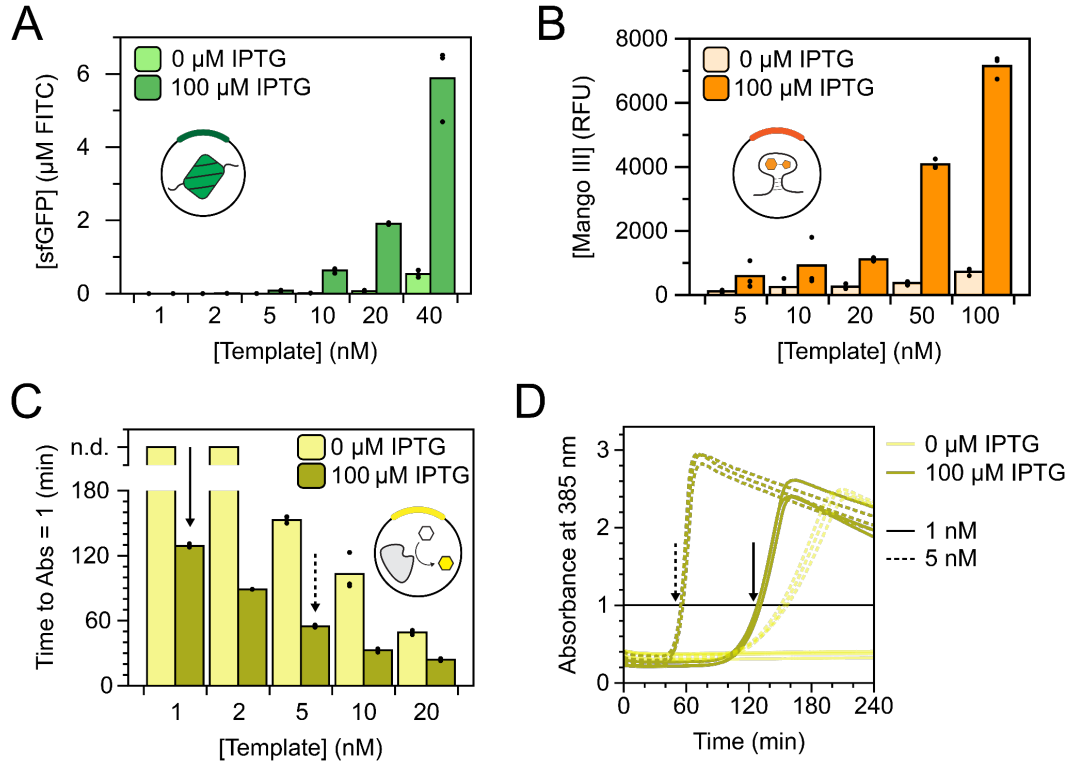 A
[sfGFP] (µM FITC)
6
4
2
0
0 µM IPTG
100 µM IPTG
1 2 5 10 20 40
[Template] (nM)
B
[Mango III] (RFU)
8000
6000
4000
2000
0
0 µM IPTG
100 µM IPTG
5 10 20 50 100
[Template] (nM)
C
Time to Abs = 1 (min)
n.d.
180
120
60
0
0 µM IPTG
100 µM IPTG
1 2 5 10 20
[Template] (nM)
D
Absorbance at 385 nm
3
2
1
0
0 60 120 180 240
Time (min)
0 µM IPTG
100 µM IPTG
1 nM
5 nM